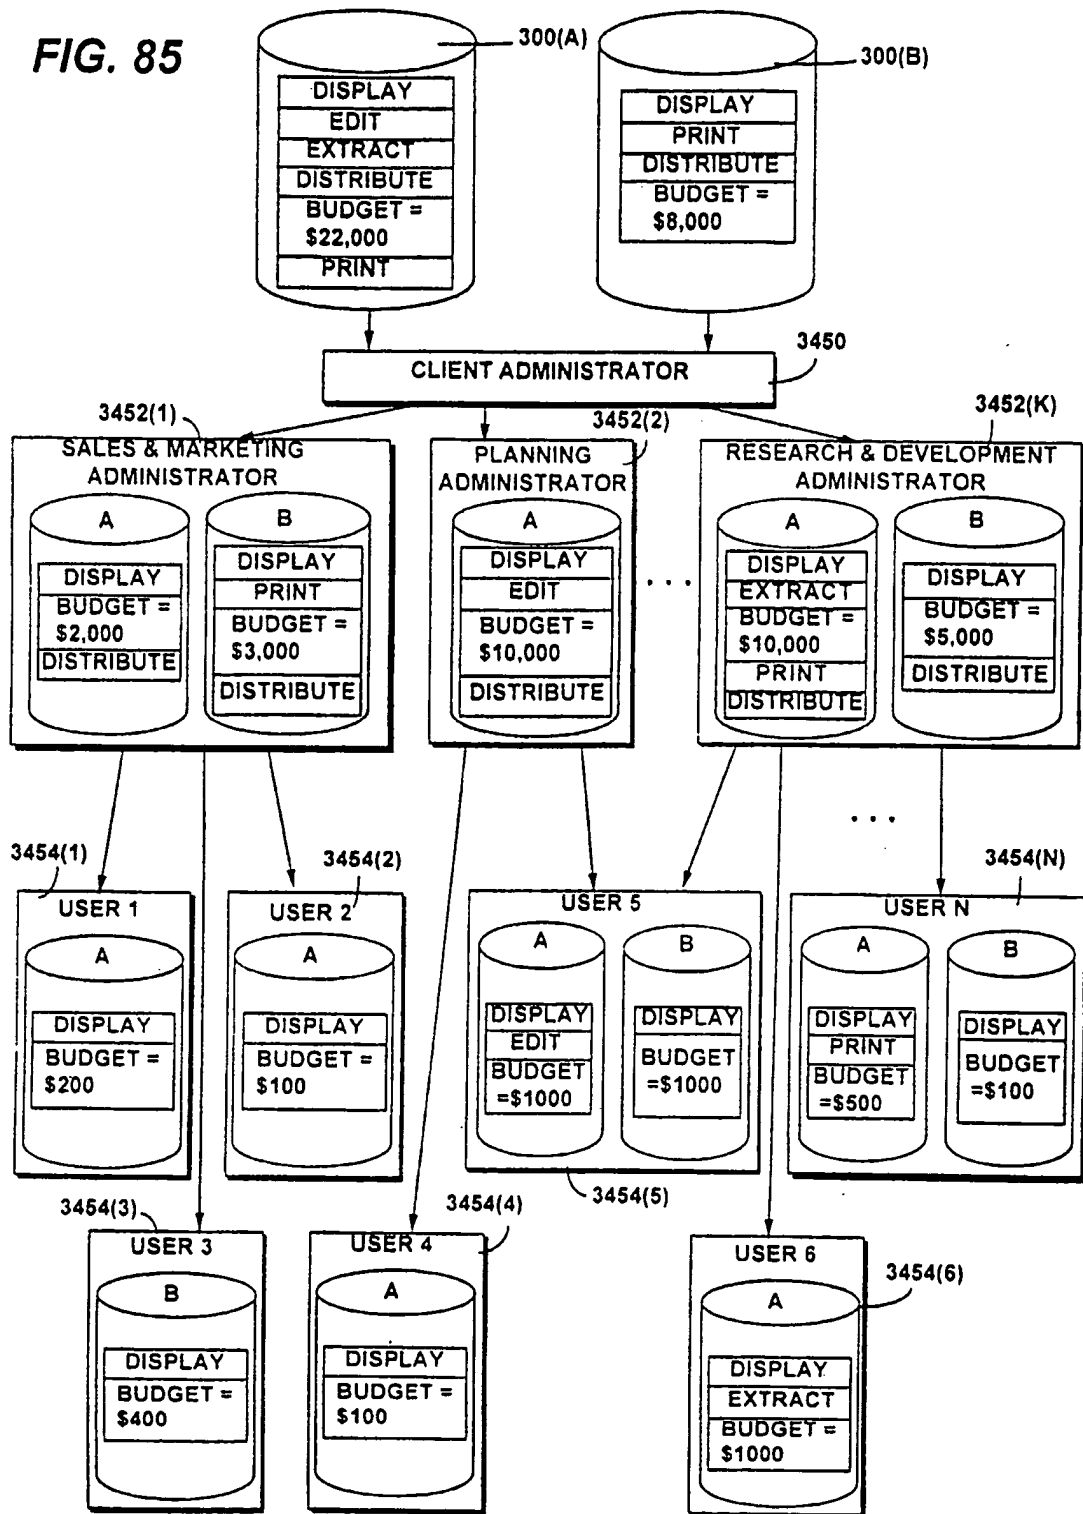 FIG. 85
300(A)
300(B)
DISPLAY
EDIT
EXTRACT
DISTRIBUTE
BUDGET =
$22,000
PRINT
DISPLAY
PRINT
DISTRIBUTE
BUDGET =
$8,000
3450
CLIENT ADMINISTRATOR
3452(1)
3452(2)
3452(K)
SALES & MARKETING
ADMINISTRATOR
A
DISPLAY
BUDGET =
$2,000
DISTRIBUTE
B
DISPLAY
PRINT
BUDGET =
$3,000
DISTRIBUTE
PLANNING
ADMINISTRATOR
A
DISPLAY
EDIT
BUDGET =
$10,000
DISTRIBUTE
. . .
RESEARCH & DEVELOPMENT
ADMINISTRATOR
A
DISPLAY
EXTRACT
BUDGET =
$10,000
PRINT
DISTRIBUTE
B
DISPLAY
BUDGET =
$5,000
DISTRIBUTE
. . .
3454(1)
USER 1
A
DISPLAY
BUDGET =
$200
3454(2)
USER 2
A
DISPLAY
BUDGET =
$100
USER 5
A
DISPLAY
EDIT
BUDGET
=$1000
B
DISPLAY
BUDGET
=$1000
3454(5)
3454(N)
USER N
A
DISPLAY
PRINT
BUDGET
=$500
B
DISPLAY
BUDGET
=$100
3454(3)
USER 3
B
DISPLAY
BUDGET =
$400
3454(4)
USER 4
A
DISPLAY
BUDGET =
$100
3454(6)
USER 6
A
DISPLAY
EXTRACT
BUDGET =
$1000